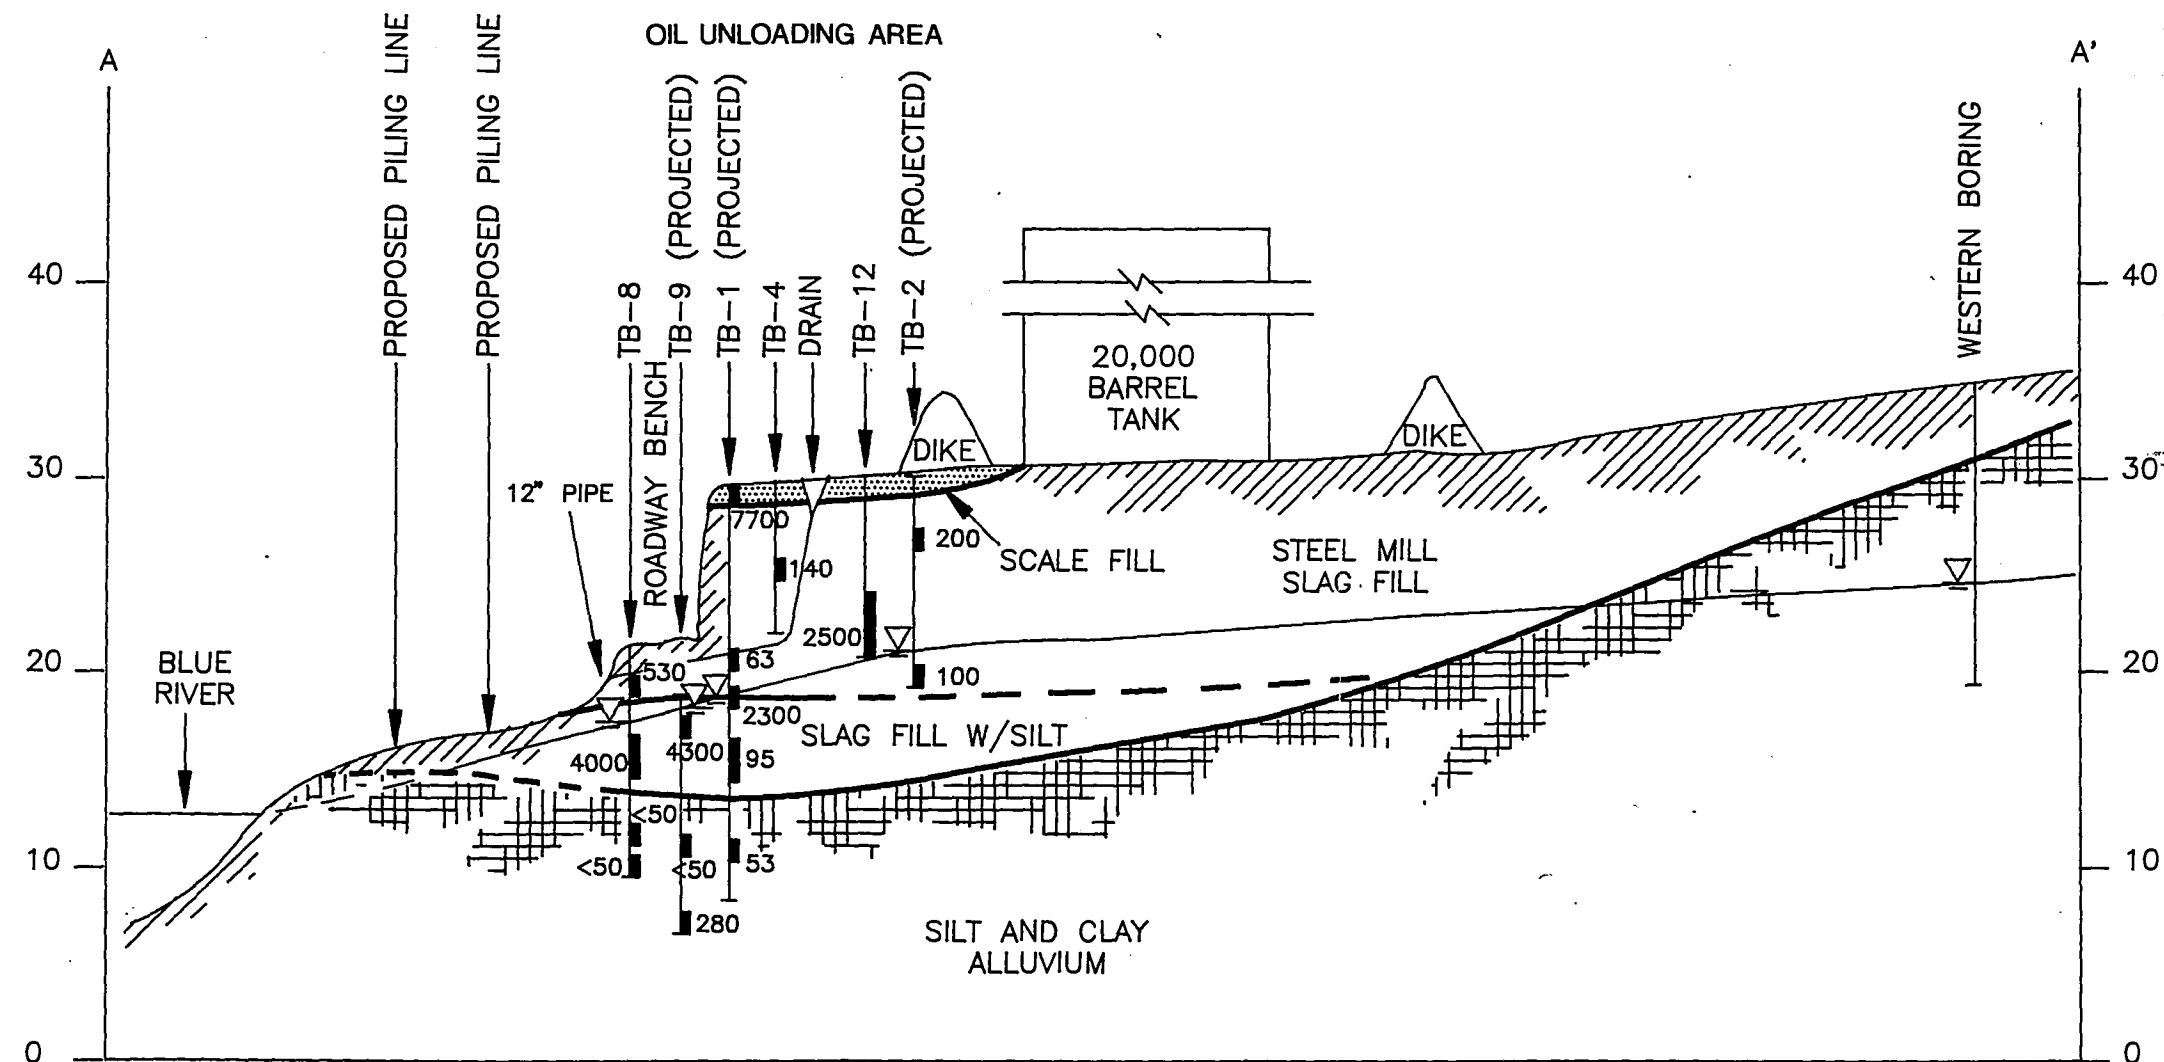 OIL UNLOADING AREA
A
A'
PROPOSED PILING LINE
PROPOSED PILING LINE
TB-8
ROADWAY BENCH
TB-9 (PROJECTED)
TB-1 (PROJECTED)
TB-4
DRAIN
TB-12
TB-2 (PROJECTED)
WESTERN BORING
40
40
20,000
BARREL
TANK
DIKE
DIKE
30
30
12" PIPE
7700
200
140
SCALE FILL
STEEL MILL
SLAG FILL
2500
BLUE
RIVER
20
20
530
63
100
2300
SLAG FILL W/SILT
4000
4300
95
<50
<50
<50
53
10
10
280
SILT AND CLAY
ALLUVIUM
0
0